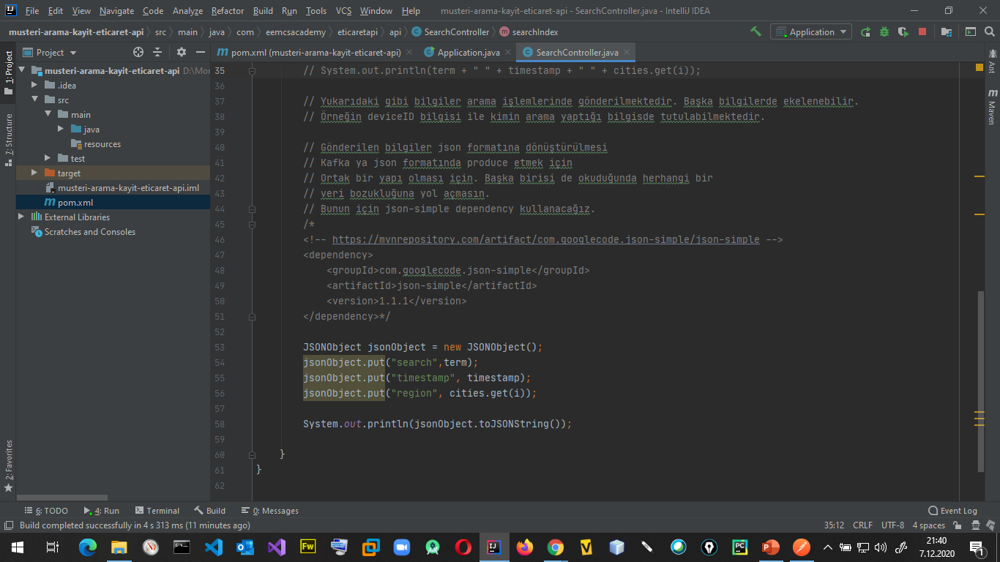 File Edit View Navigate Code Analyze Refactor Build Run Tools VCS Window Help musteri-arama-kayit-eticaret-api - SearchController.java - IntelliJ IDEA
musteri-arama-kayit-eticaret-api src main java com eemcsacademy eticaretapi api SearchController searchIndex Application
Project pom.xml (musteri-arama-kayit-eticaret-api) Application.java SearchController.java
1: Project
7: Structure
2: Favorites
musteri-arama-kayit-eticaret-api
.idea
src
main
java
resources
test
target
musteri-arama-kayit-eticaret-api.iml
pom.xml
External Libraries
Scratches and Consoles
35 // System.out.println(term + " " + timestamp + " " + cities.get(i));
36
37 // Yukarıdaki gibi bilgiler arama işlemlerinde gönderilmektedir. Başka bilgilerde ekelenebilir.
38 // Örneğin deviceID bilgisi ile kimin arama yaptığı bilgisde tutulabilmektedir.
39
40 // Gönderilen bilgiler json formatına dönüştürülmesi
41 // Kafka ya json formatında produce etmek için
42 // Ortak bir yapı olması için. Başka birisi de okuduğunda herhangi bir
43 // veri bozukluğuna yol açmasın.
44 // Bunun için json-simple dependency kullanacağız.
45 /*
46 <!-- https://mvnrepository.com/artifact/com.googlecode.json-simple/json-simple -->
47 <dependency>
48 <groupId>com.googlecode.json-simple</groupId>
49 <artifactId>json-simple</artifactId>
50 <version>1.1.1</version>
51 </dependency>*/
52
53 JSONObject jsonObject = new JSONObject();
54 jsonObject.put("search",term);
55 jsonObject.put("timestamp", timestamp);
56 jsonObject.put("region", cities.get(i));
57
58 System.out.println(jsonObject.toJSONString());
59
60 }
61 }
62
Ant
Maven
6: TODO 4: Run Terminal Build 0: Messages Event Log
Build completed successfully in 4 s 313 ms (11 minutes ago) 35:12 CRLF UTF-8 4 spaces
21:40
7.12.2020